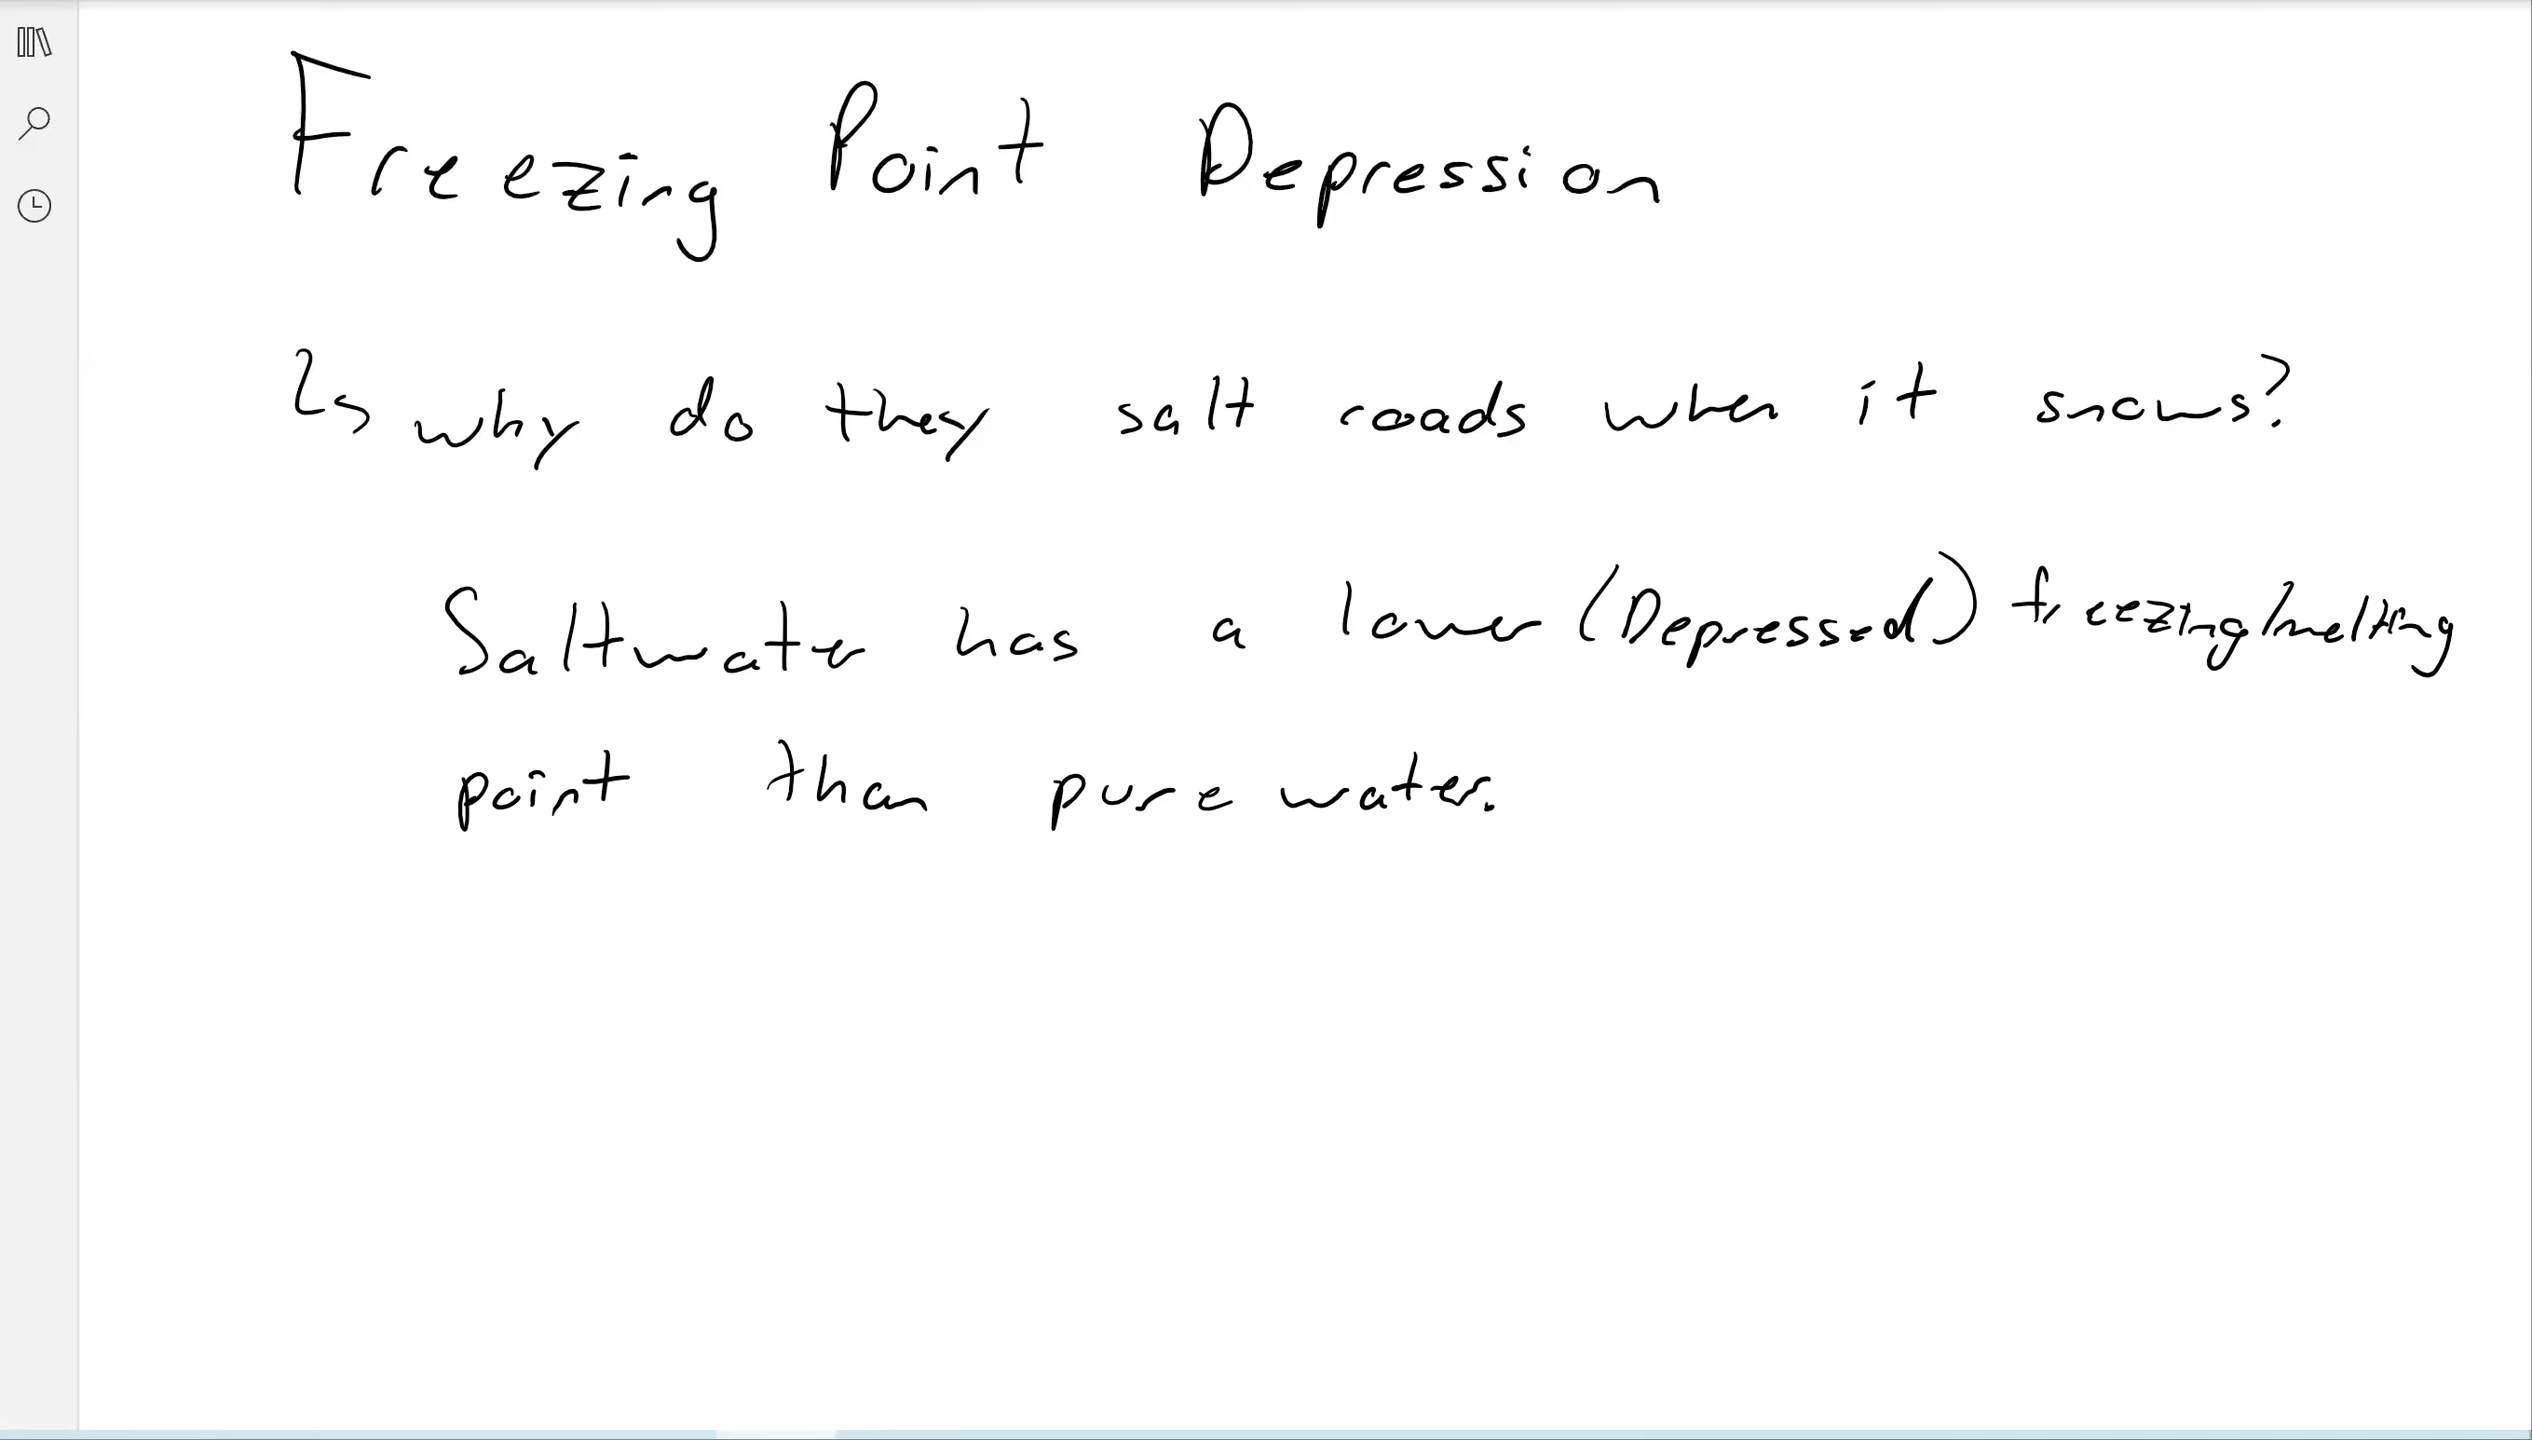 Freezing Point Depression
↳ why do they salt roads when it snows?
Saltwater has a lower (Depressed) freezing/melting
point than pure water.